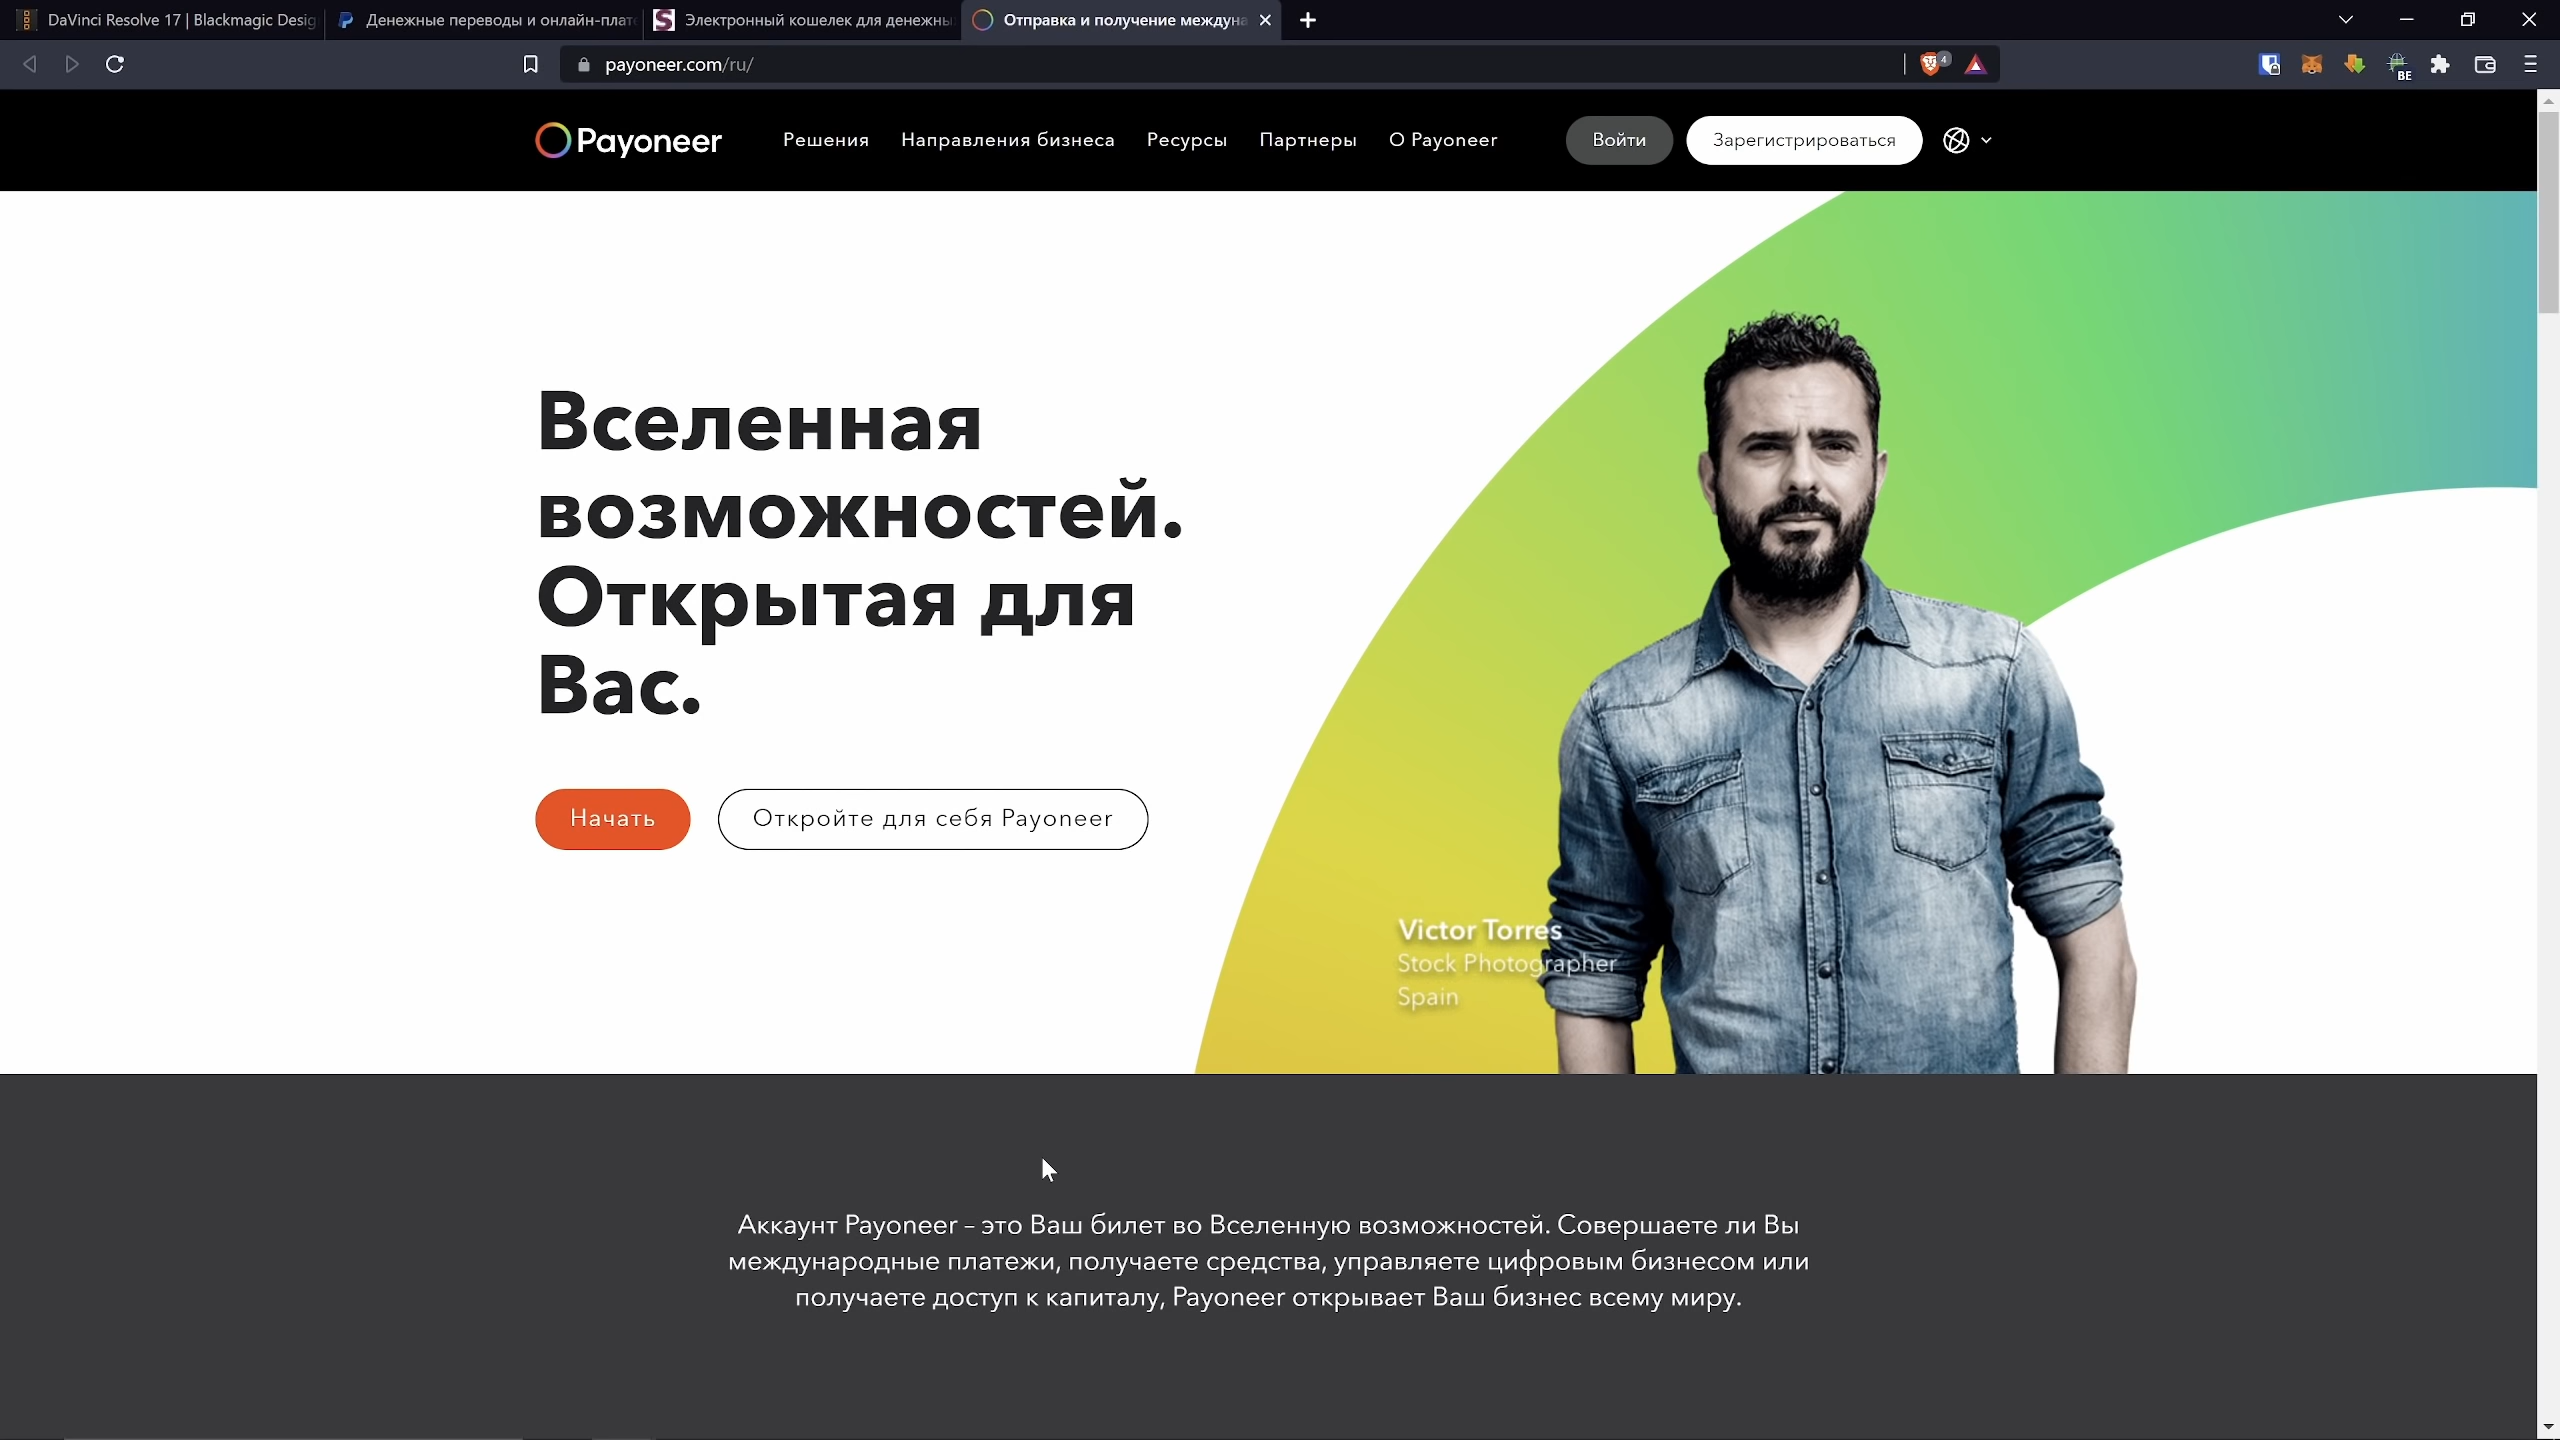 DaVinci Resolve 17 | Blackmagic Desig
Денежные переводы и онлайн-плат
Электронный кошелек для денежны
Отправка и получение междуна
payoneer.com/ru/
4
BE
Payoneer
Решения
Направления бизнеса
Ресурсы
Партнеры
О Payoneer
Войти
Зарегистрироваться
Вселенная
возможностей.
Открытая для
Вас.
Начать
Откройте для себя Payoneer
Victor Torres
Stock Photographer
Spain
Аккаунт Payoneer – это Ваш билет во Вселенную возможностей. Совершаете ли Вы
международные платежи, получаете средства, управляете цифровым бизнесом или
получаете доступ к капиталу, Payoneer открывает Ваш бизнес всему миру.